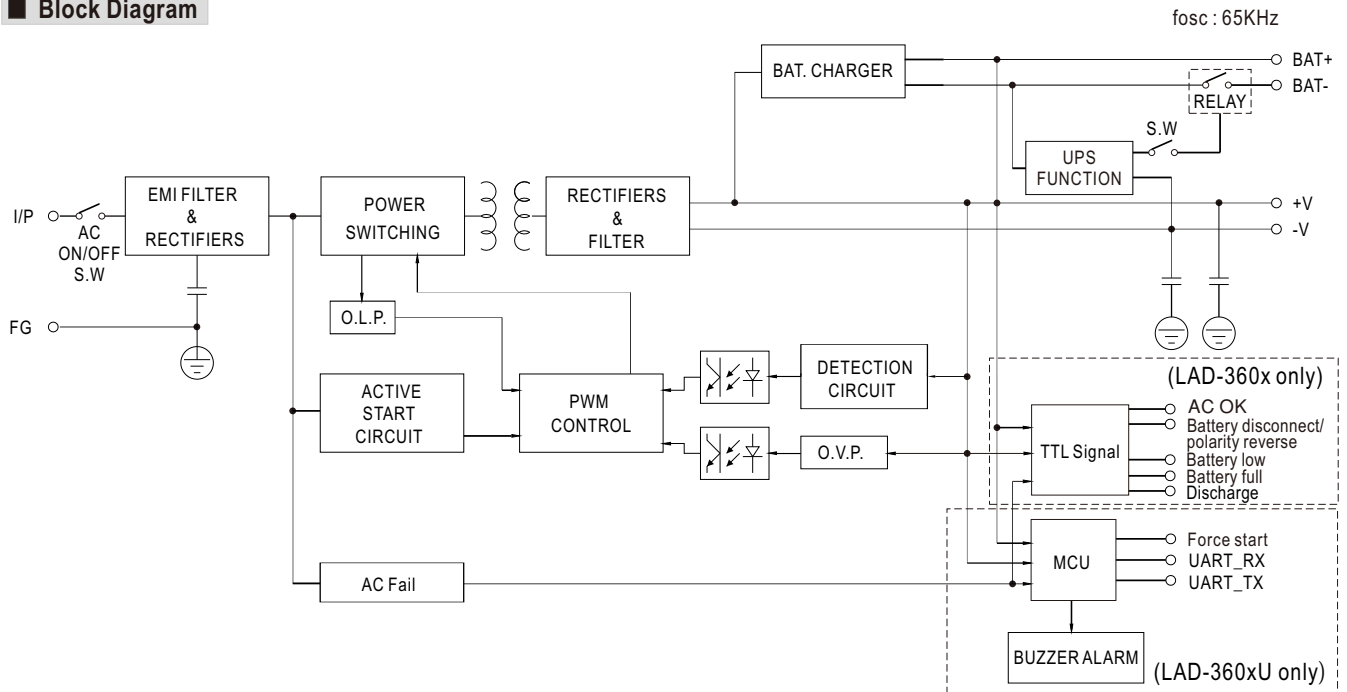 Block Diagram
fosc : 65KHz
BAT. CHARGER
BAT+
BAT-
RELAY
S.W
UPS
FUNCTION
I/P
AC
ON/OFF
S.W
EMI FILTER
&
RECTIFIERS
POWER
SWITCHING
RECTIFIERS
&
FILTER
+V
-V
FG
O.L.P.
ACTIVE
START
CIRCUIT
PWM
CONTROL
DETECTION
CIRCUIT
O.V.P.
(LAD-360x only)
TTL Signal
AC OK
Battery disconnect/
polarity reverse
Battery low
Battery full
Discharge
AC Fail
MCU
Force start
UART_RX
UART_TX
BUZZER ALARM
(LAD-360xU only)